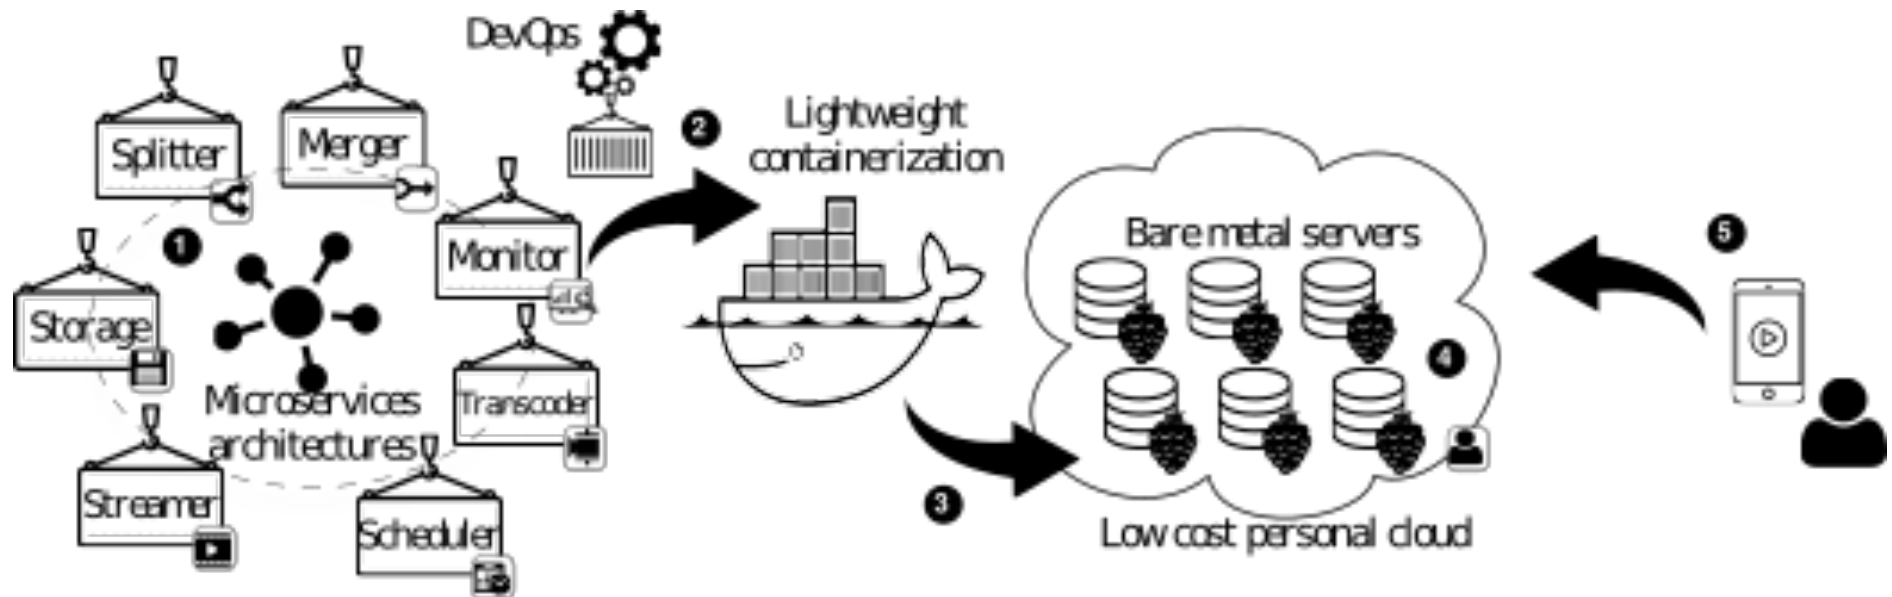 DevOps
Splitter
Merger
2
Lightweight
containerization
1
Monitor
Bare metal servers
5
Storage
4
Microservices
architectures
Transcoder
Streamer
Scheduler
3
Low cost personal cloud